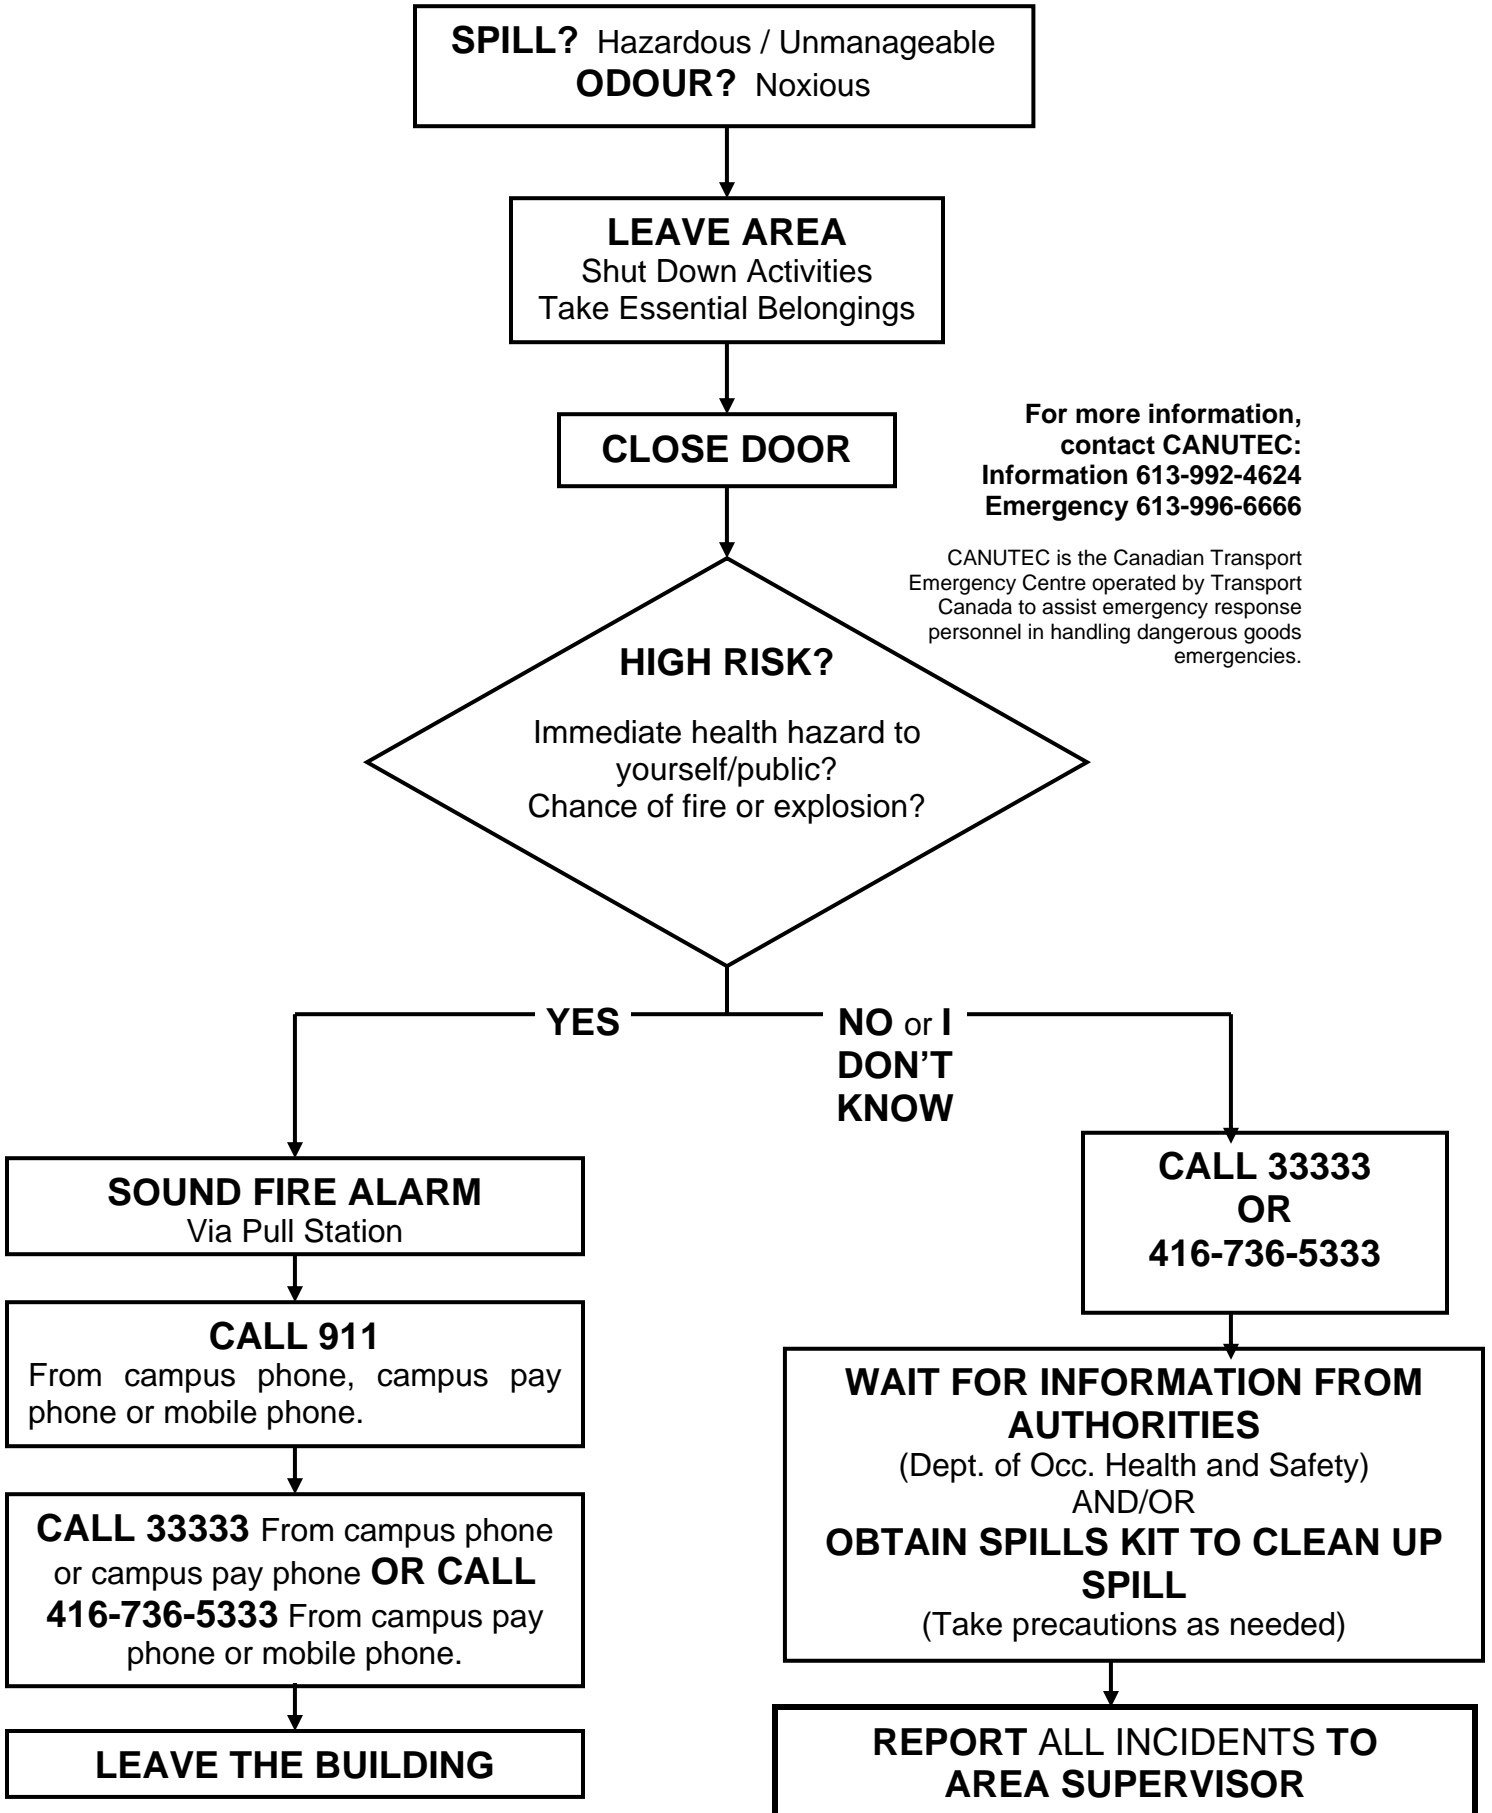 SPILL? Hazardous / Unmanageable
ODOUR? Noxious
LEAVE AREA
Shut Down Activities
Take Essential Belongings
CLOSE DOOR
For more information,
contact CANUTEC:
Information 613-992-4624
Emergency 613-996-6666
CANUTEC is the Canadian Transport
Emergency Centre operated by Transport
Canada to assist emergency response
personnel in handling dangerous goods
emergencies.
HIGH RISK?
Immediate health hazard to
yourself/public?
Chance of fire or explosion?
YES
NO or I
DON'T
KNOW
SOUND FIRE ALARM
Via Pull Station
CALL 911
From campus phone, campus pay
phone or mobile phone.
CALL 33333 From campus phone
or campus pay phone OR CALL
416-736-5333 From campus pay
phone or mobile phone.
LEAVE THE BUILDING
CALL 33333
OR
416-736-5333
WAIT FOR INFORMATION FROM
AUTHORITIES
(Dept. of Occ. Health and Safety)
AND/OR
OBTAIN SPILLS KIT TO CLEAN UP
SPILL
(Take precautions as needed)
REPORT ALL INCIDENTS TO
AREA SUPERVISOR